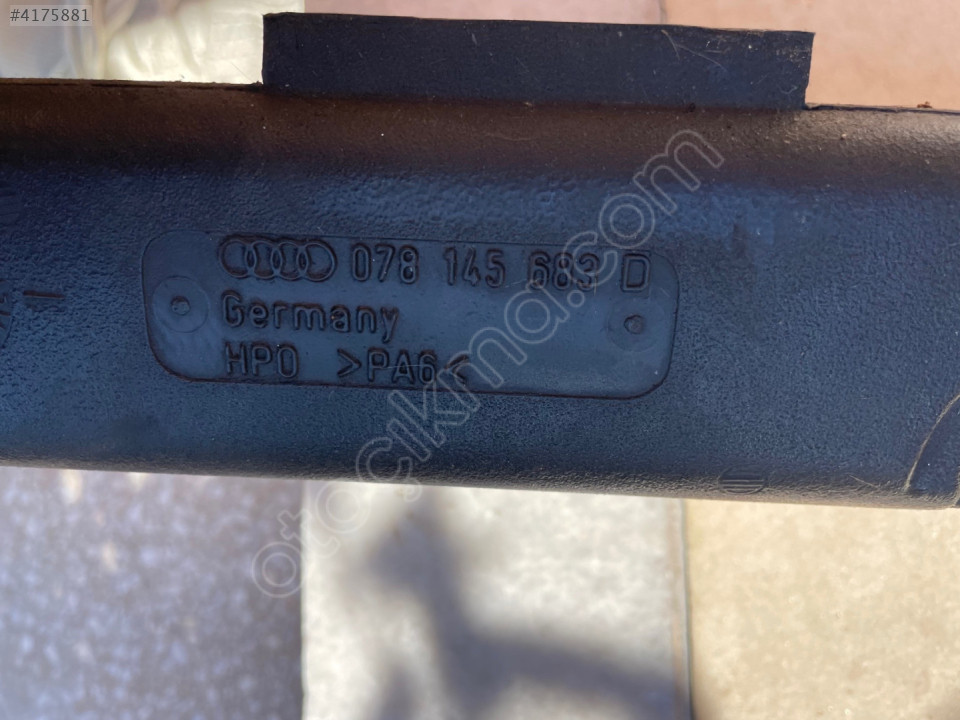 #4175881
078 145 683 D
Germany
HPO >PA6<
otocikma.com